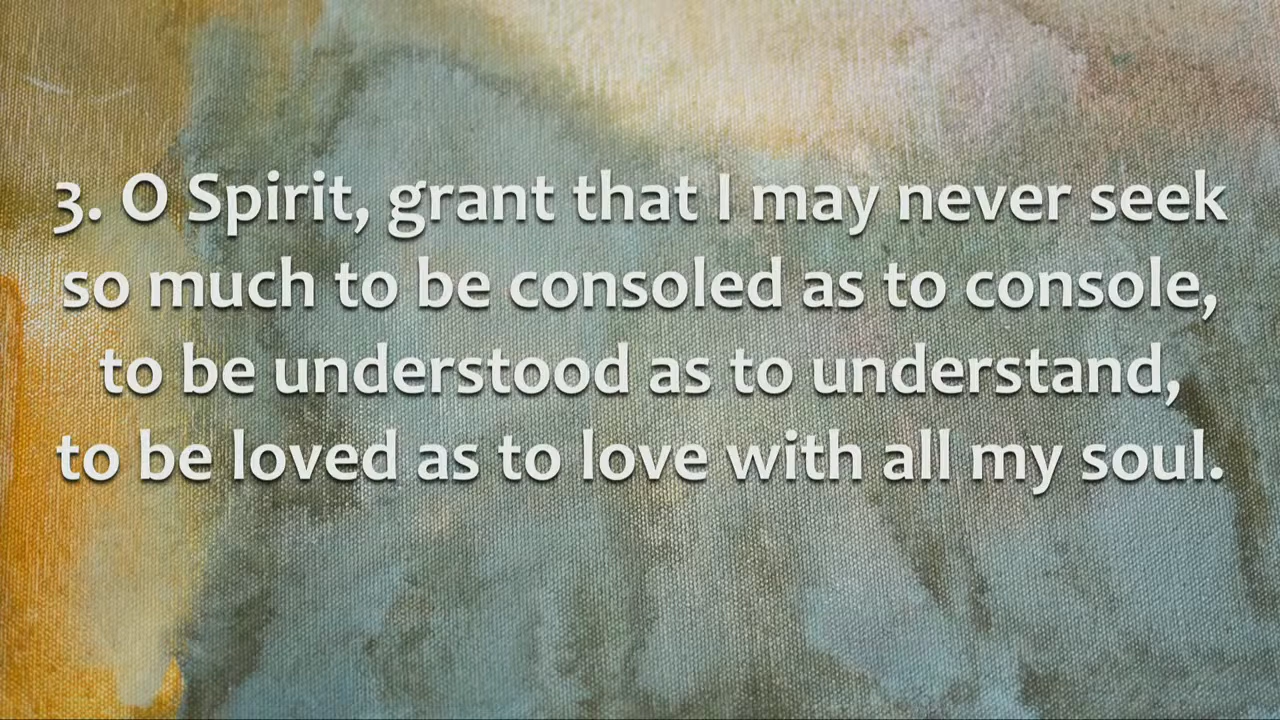 3. O Spirit, grant that I may never seek
so much to be consoled as to console,
to be understood as to understand,
to be loved as to love with all my soul.